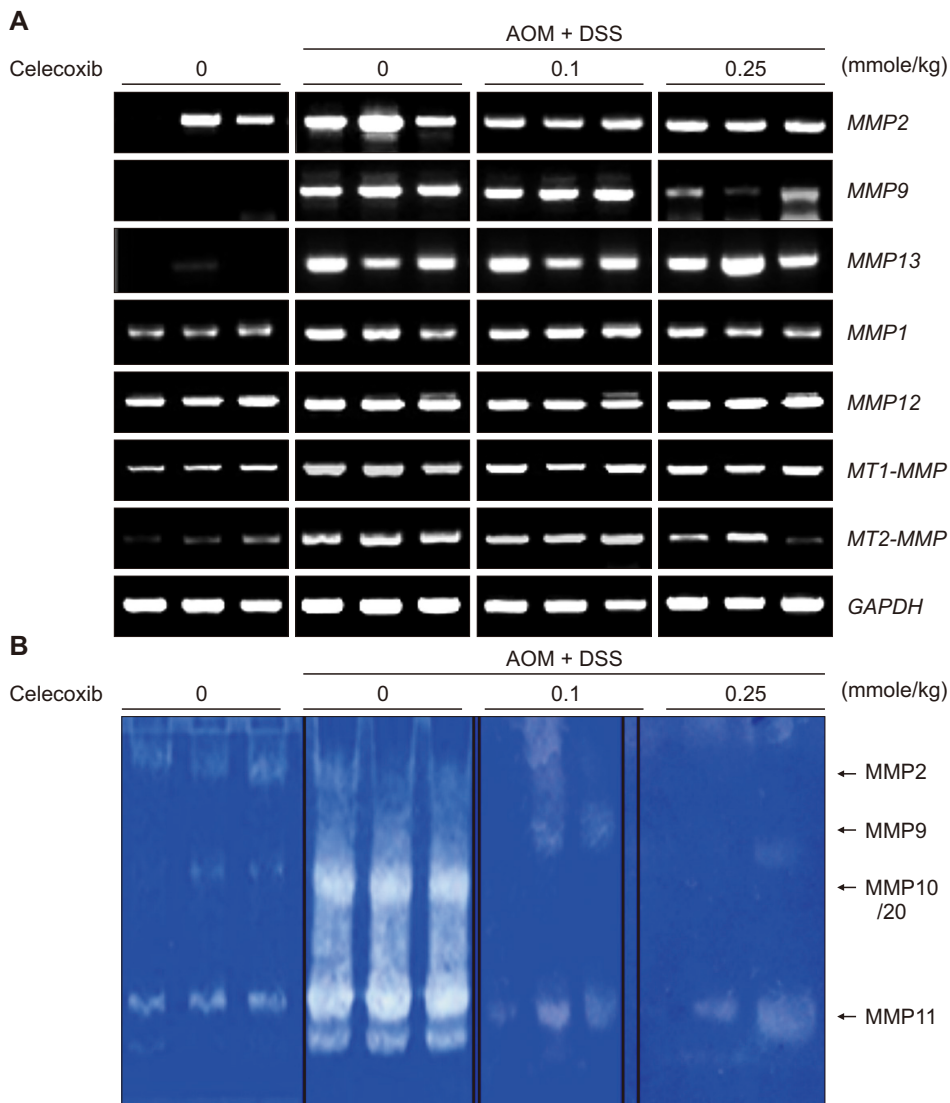 A
AOM + DSS
Celecoxib 0 0 0.1 0.25 (mmole/kg)
MMP2
MMP9
MMP13
MMP1
MMP12
MT1-MMP
MT2-MMP
GAPDH
B
AOM + DSS
Celecoxib 0 0 0.1 0.25 (mmole/kg)
← MMP2
← MMP9
← MMP10
/20
← MMP11